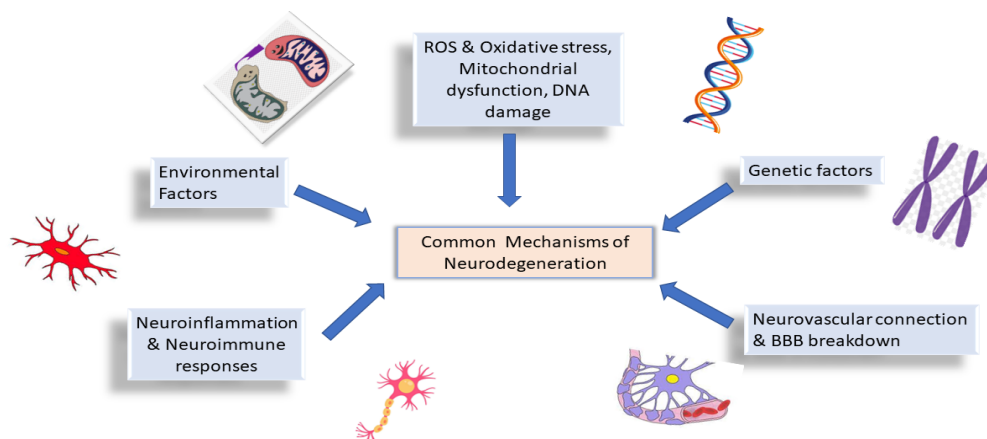 ROS & Oxidative stress,
Mitochondrial
dysfunction, DNA
damage
Environmental
Factors
Genetic factors
Common Mechanisms of
Neurodegeneration
Neuroinflammation
& Neuroimmune
responses
Neurovascular connection
& BBB breakdown